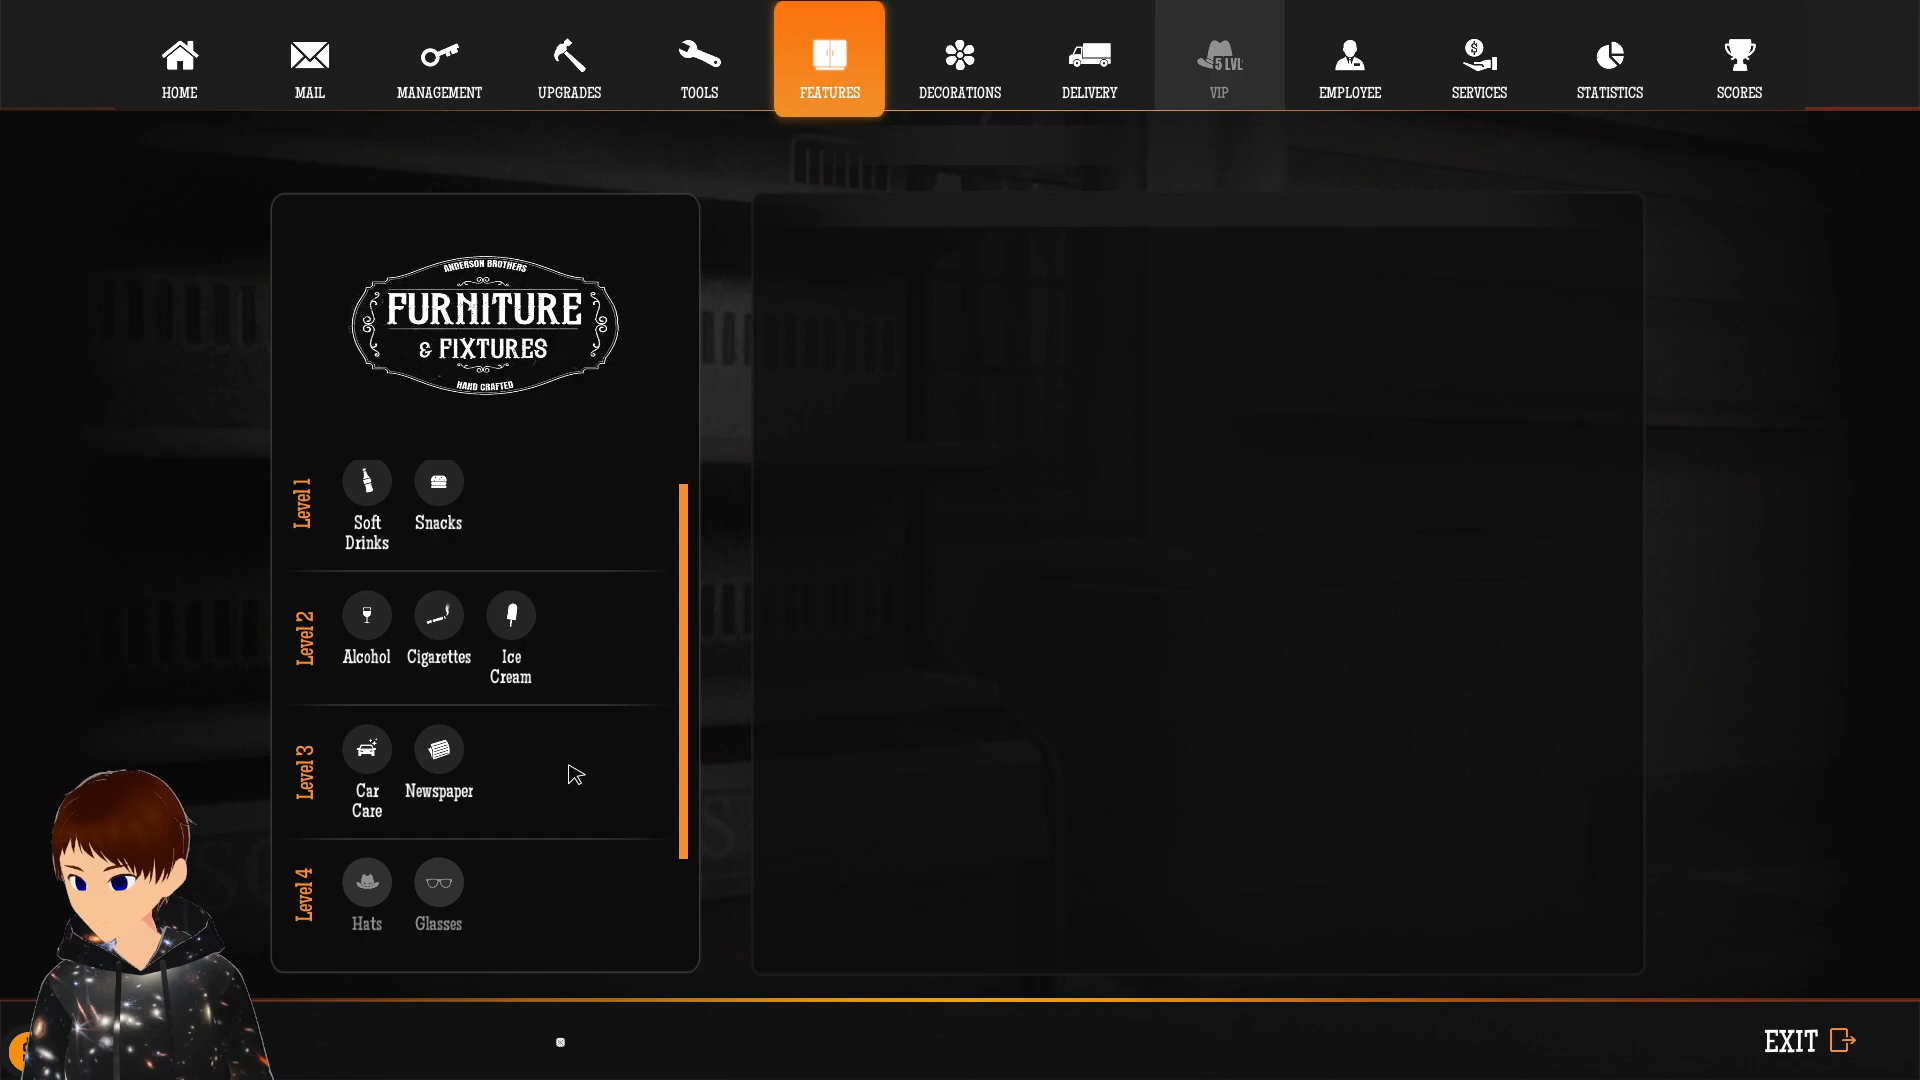 HOME
MAIL
MANAGEMENT
UPGRADES
TOOLS
FEATURES
DECORATIONS
DELIVERY
5 LVL
VIP
EMPLOYEE
SERVICES
STATISTICS
SCORES
ANDERSON BROTHERS
FURNITURE
& FIXTURES
HAND CRAFTED
Level 1
Soft
Drinks
Snacks
Level 2
Alcohol
Cigarettes
Ice
Cream
Level 3
Car
Care
Newspaper
Level 4
Hats
Glasses
EXIT